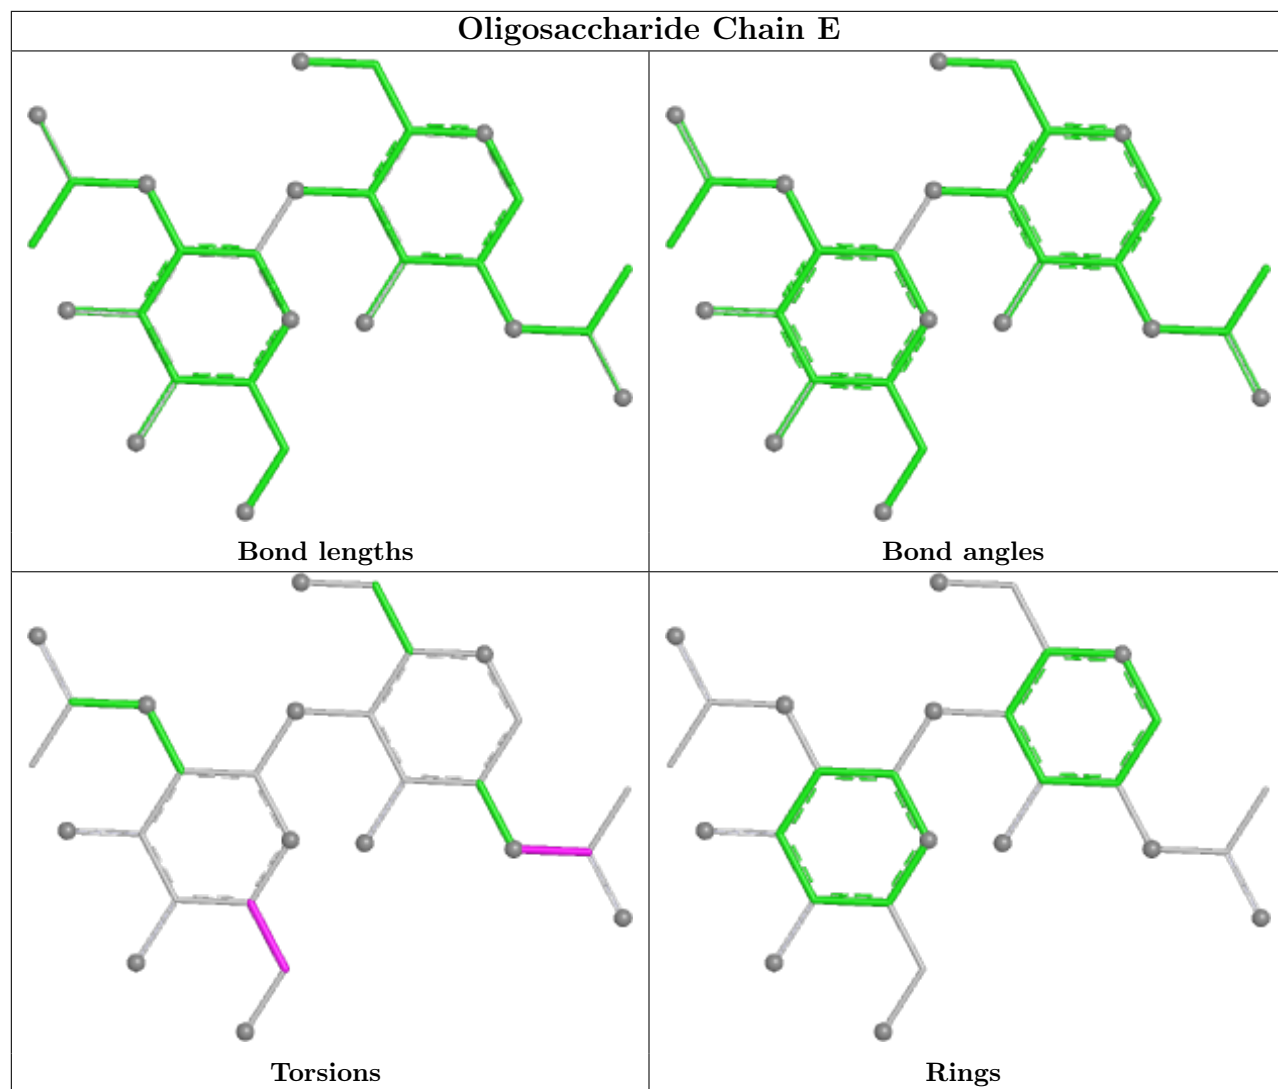 Oligosaccharide Chain E
Bond lengths
Bond angles
Torsions
Rings